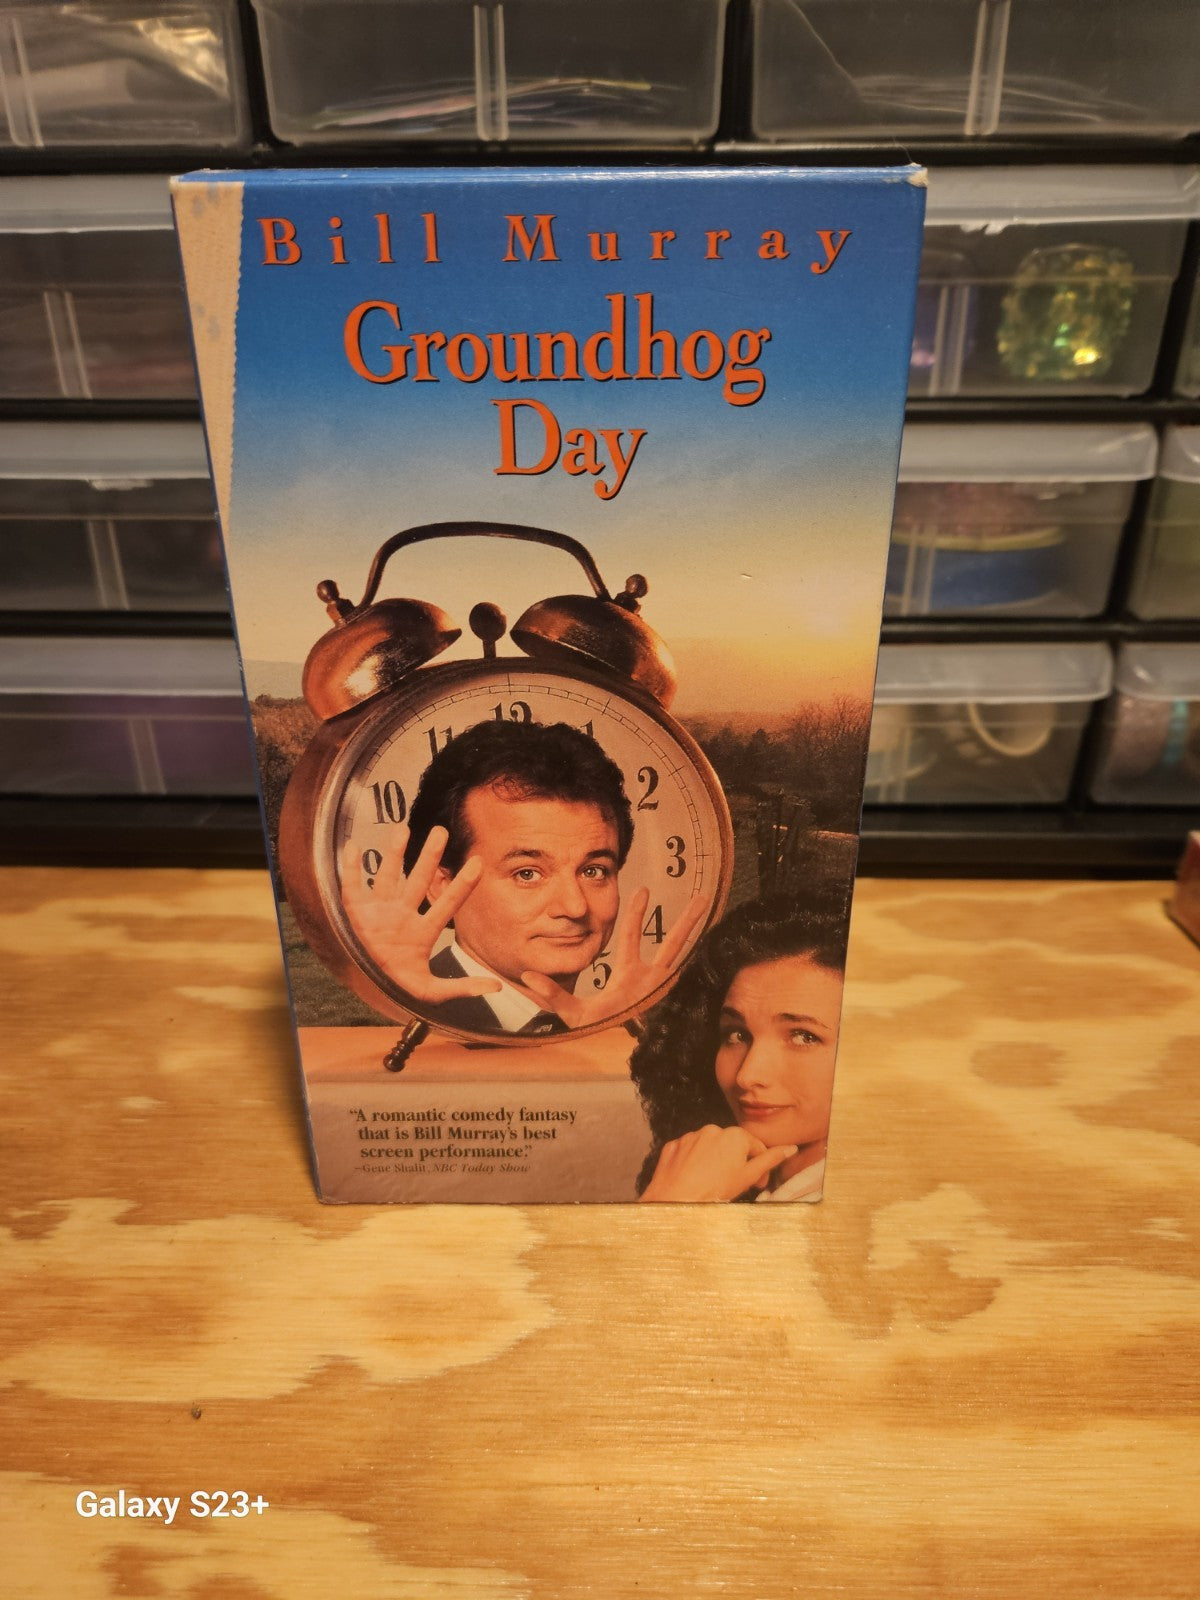 Bill Murray
Groundhog
Day
12
11
1
10
2
9
3
4
5
"A romantic comedy fantasy
that is Bill Murray's best
screen performance."
–Gene Shalit, NBC Today Show
Galaxy S23+